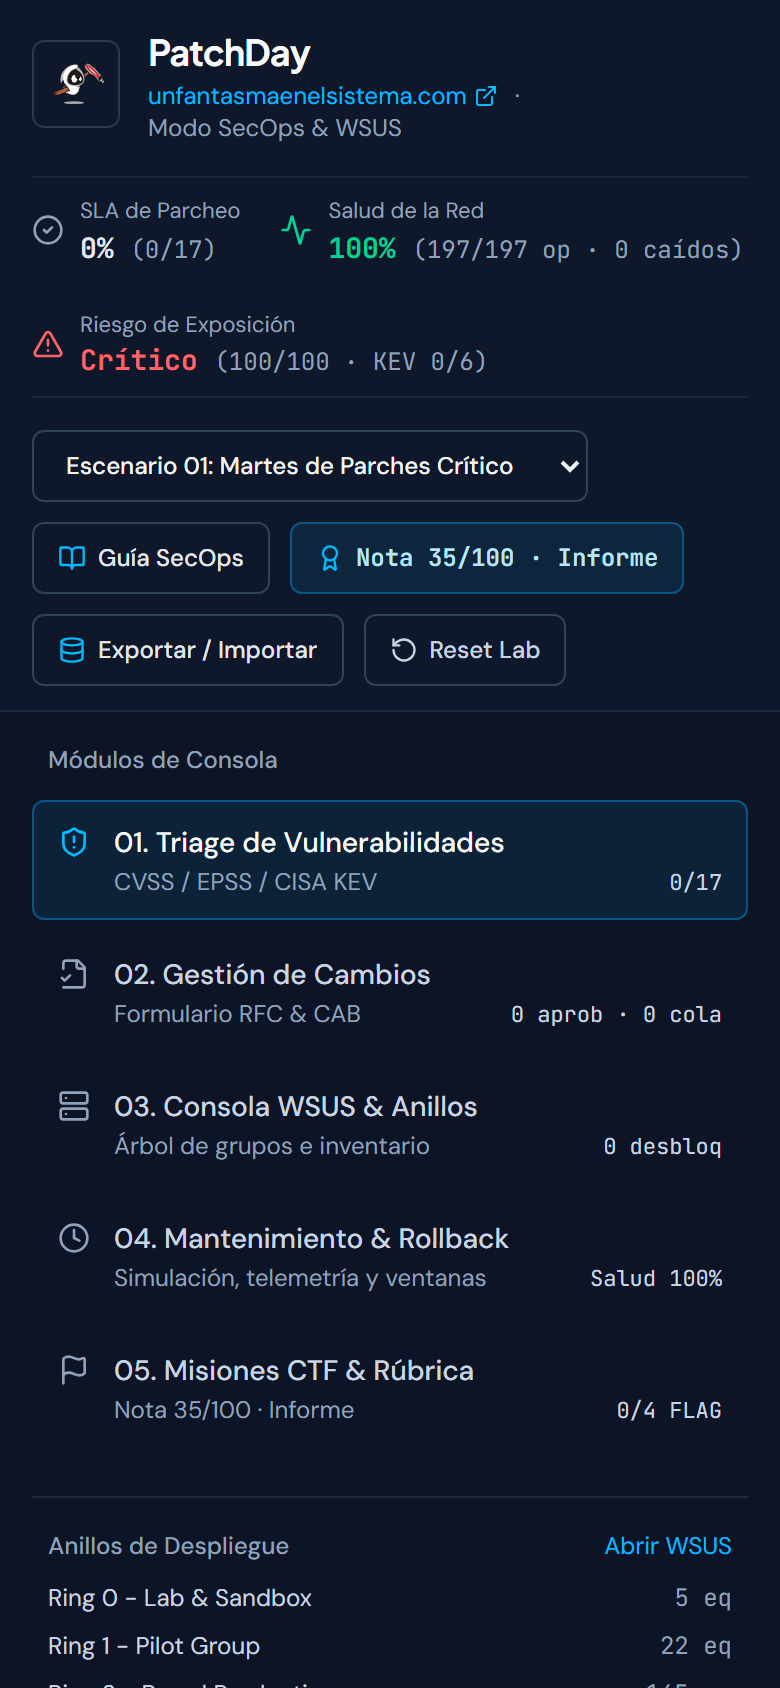 PatchDay
unfantasmaenelsistema.com ·
Modo SecOps & WSUS
SLA de Parcheo
0% (0/17)
Salud de la Red
100% (197/197 op · 0 caídos)
Riesgo de Exposición
Crítico (100/100 · KEV 0/6)
Escenario 01: Martes de Parches Crítico
Guía SecOps
Nota 35/100 · Informe
Exportar / Importar
Reset Lab
Módulos de Consola
01. Triage de Vulnerabilidades
CVSS / EPSS / CISA KEV 0/17
02. Gestión de Cambios
Formulario RFC & CAB 0 aprob · 0 cola
03. Consola WSUS & Anillos
Árbol de grupos e inventario 0 desbloq
04. Mantenimiento & Rollback
Simulación, telemetría y ventanas Salud 100%
05. Misiones CTF & Rúbrica
Nota 35/100 · Informe 0/4 FLAG
Anillos de Despliegue Abrir WSUS
Ring 0 - Lab & Sandbox 5 eq
Ring 1 - Pilot Group 22 eq